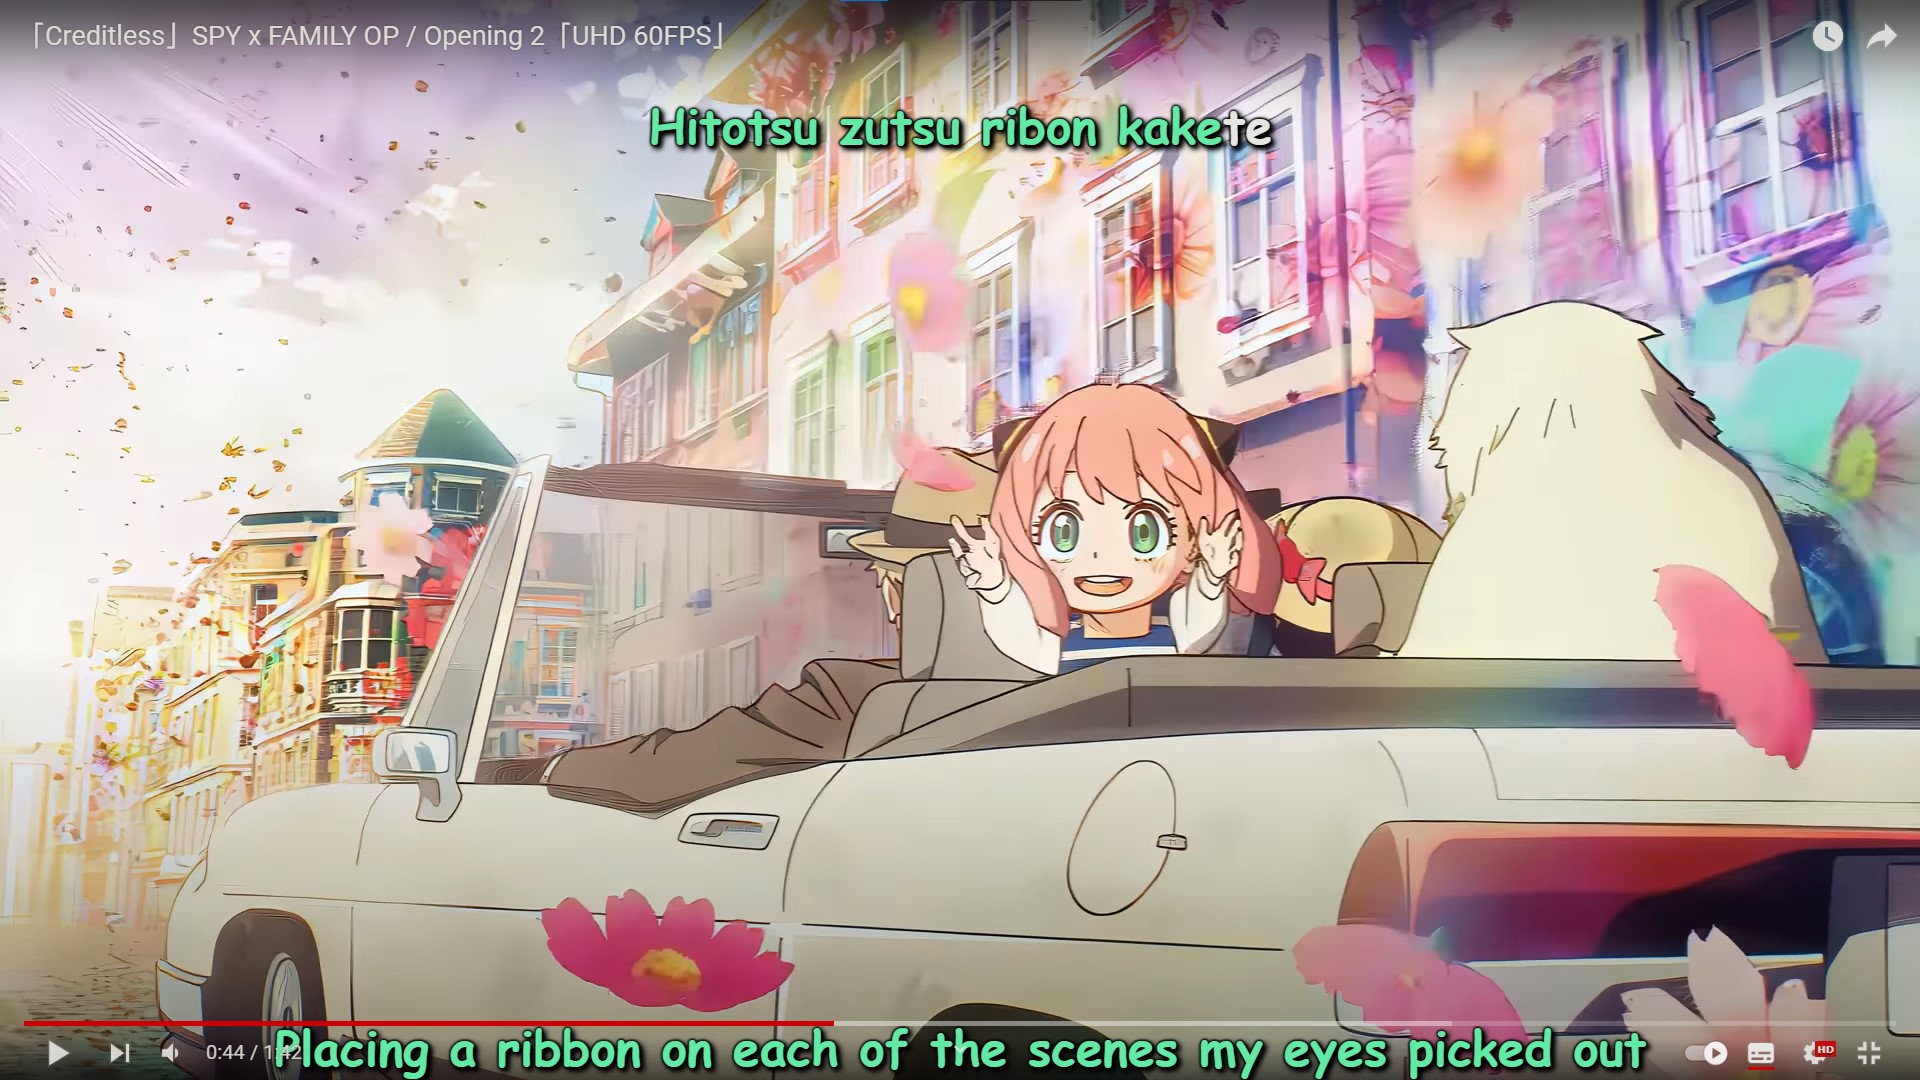 「Creditless」SPY x FAMILY OP / Opening 2「UHD 60FPS」
Hitotsu zutsu ribon kakete
0:44 / 1:42
Placing a ribbon on each of the scenes my eyes picked out
HD